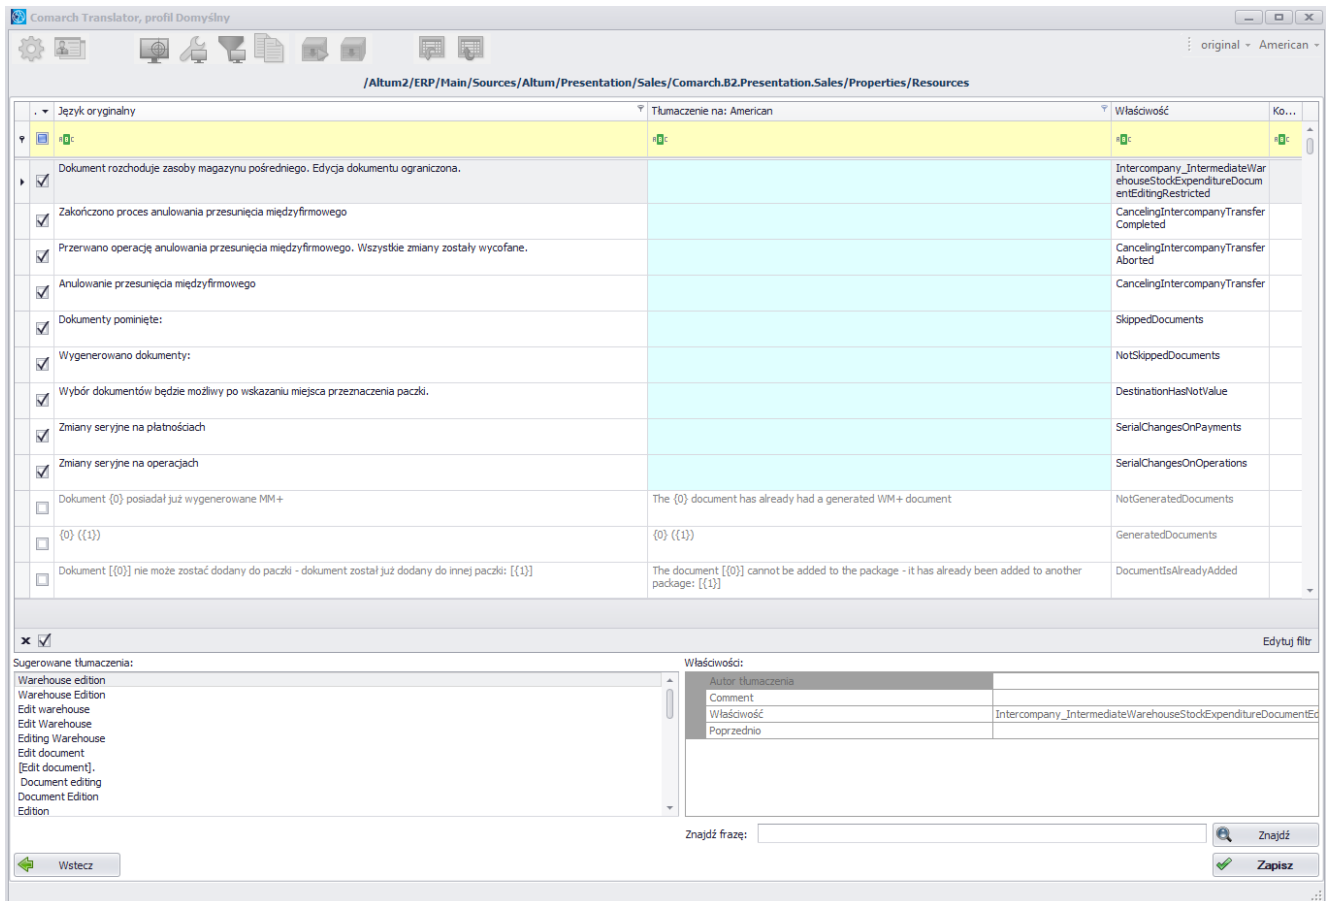 Comarch Translator, profil Domyślny
original American
/Altum2/ERP/Main/Sources/Altum/Presentation/Sales/Comarch.B2.Presentation.Sales/Properties/Resources
. Język oryginalny Tłumaczenie na: American Właściwość Ko...
Dokument rozchoduje zasoby magazynu pośredniego. Edycja dokumentu ograniczona. Intercompany_IntermediateWar
ehouseStockExpenditureDocum
entEditingRestricted
Zakończono proces anulowania przesunięcia międzyfirmowego CancelingIntercompanyTransfer
Completed
Przerwano operację anulowania przesunięcia międzyfirmowego. Wszystkie zmiany zostały wycofane. CancelingIntercompanyTransfer
Aborted
Anulowanie przesunięcia międzyfirmowego CancelingIntercompanyTransfer
Dokumenty pominięte: SkippedDocuments
Wygenerowano dokumenty: NotSkippedDocuments
Wybór dokumentów będzie możliwy po wskazaniu miejsca przeznaczenia paczki. DestinationHasNotValue
Zmiany seryjne na płatnościach SerialChangesOnPayments
Zmiany seryjne na operacjach SerialChangesOnOperations
Dokument {0} posiadał już wygenerowane MM+ The {0} document has already had a generated WM+ document NotGeneratedDocuments
{0} ({1}) {0} ({1}) GeneratedDocuments
Dokument [{0}] nie może zostać dodany do paczki - dokument został już dodany do innej paczki: [{1}] The document [{0}] cannot be added to the package - it has already been added to another DocumentIsAlreadyAdded
package: [{1}]
Edytuj filtr
Sugerowane tłumaczenia:
Warehouse edition
Warehouse Edition
Edit warehouse
Edit Warehouse
Editing Warehouse
Edit document
[Edit document].
Document editing
Document Edition
Edition
Właściwości:
Autor tłumaczenia
Comment
Właściwość Intercompany_IntermediateWarehouseStockExpenditureDocumentEd
Poprzednio
Znajdź frazę: Znajdź
Wstecz Zapisz